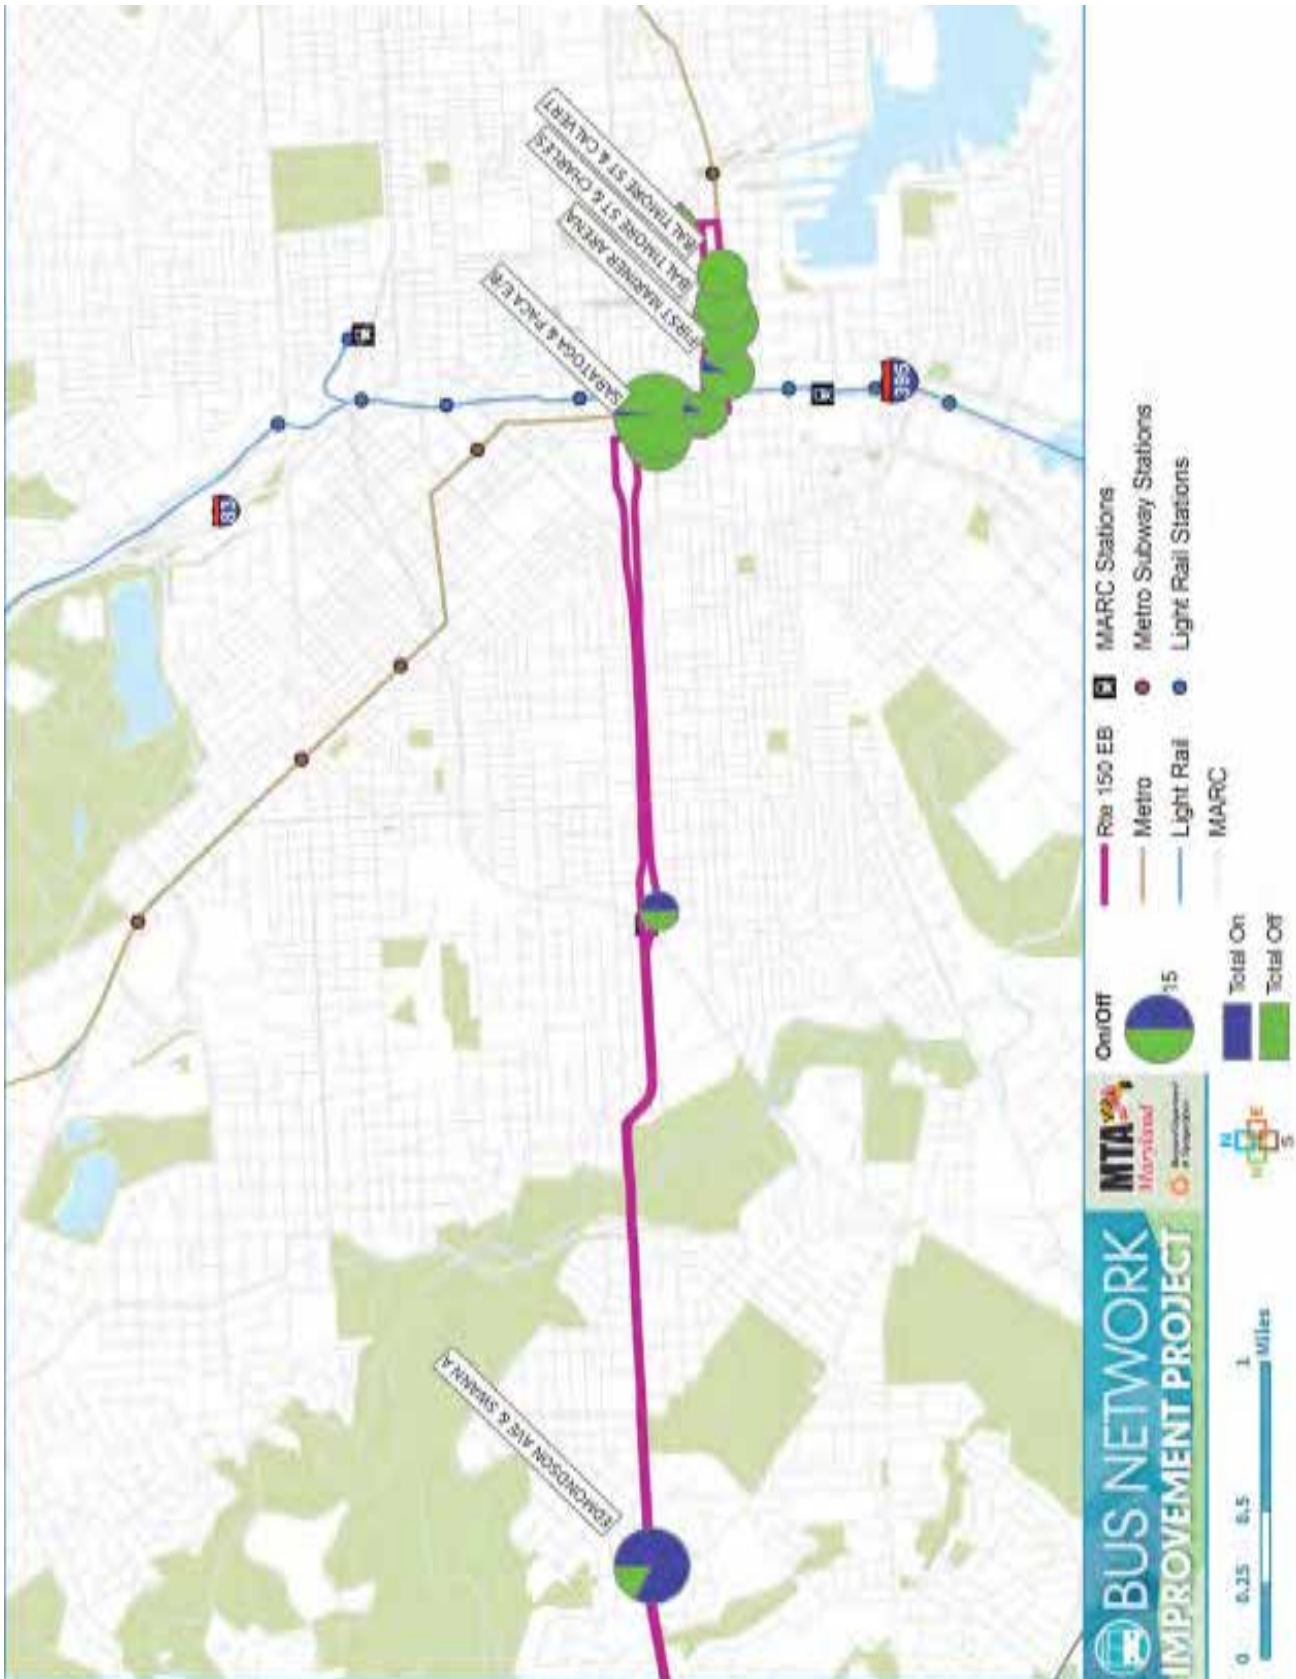 BALTIMORE ST & CALVERT
BALTIMORE ST & CHARLES
FIRST MARINER ARENA
SARATOGA & PACA E/B
EDMONDSON AVE & SWANN A
83
395
BUS NETWORK
IMPROVEMENT PROJECT
MTA
Maryland
On/Off
15
Rte 150 EB
Metro
Light Rail
MARC
MARC Stations
Metro Subway Stations
Light Rail Stations
0 0.25 0.5 1
Miles
N
E
S
Total On
Total Off